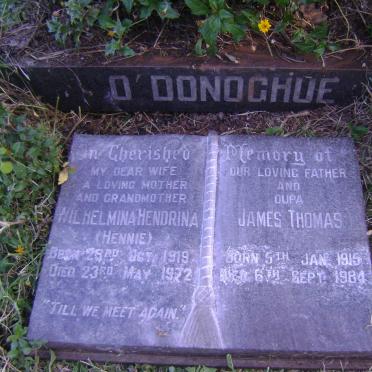 O'DONOGHUE
In Cherished
MY DEAR WIFE
A LOVING MOTHER
AND GRANDMOTHER
WILHELMINA HENDRINA
(HENNIE)
BORN OCT. 1919
DIED 23RD MAY 1972
"TILL WE MEET AGAIN."
Memory of
OUR LOVING FATHER
AND
OUPA
JAMES THOMAS
BORN 5TH JAN. 1915
DIED 6TH SEPT. 1984